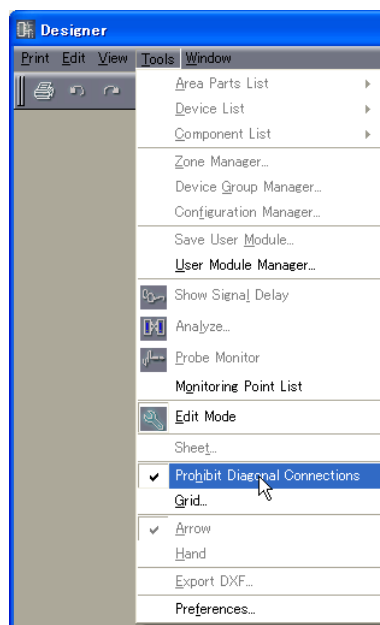 Designer
Print Edit View Tools Window
Area Parts List
Device List
Component List
Zone Manager...
Device Group Manager...
Configuration Manager...
Save User Module...
User Module Manager...
Show Signal Delay
Analyze...
Probe Monitor
Monitoring Point List
Edit Mode
Sheet...
Prohibit Diagonal Connections
Grid...
Arrow
Hand
Export DXF...
Preferences...